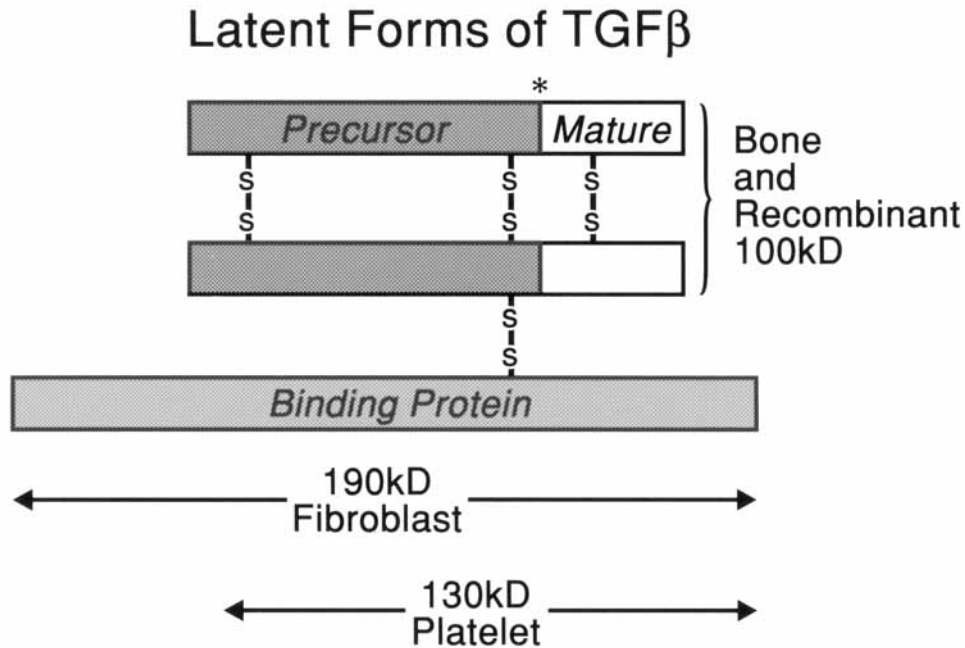 Latent Forms of TGFβ
*
Precursor
Mature
S S S
S S S
Bone
and
Recombinant
100kD
S
S
Binding Protein
190kD
Fibroblast
130kD
Platelet